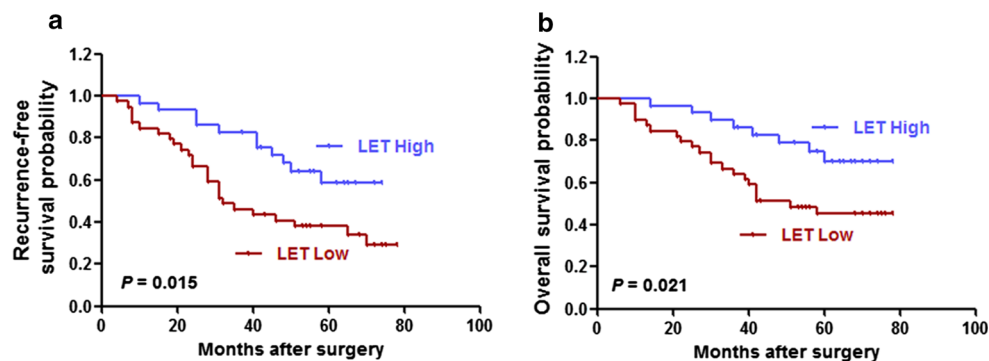 a
Recurrence-free
survival probability
1.2
1.0
0.8
0.6
0.4
0.2
0.0
LET High
LET Low
P = 0.015
0 20 40 60 80 100
Months after surgery
b
Overall survival probability
1.2
1.0
0.8
0.6
0.4
0.2
0.0
LET High
LET Low
P = 0.021
0 20 40 60 80 100
Months after surgery